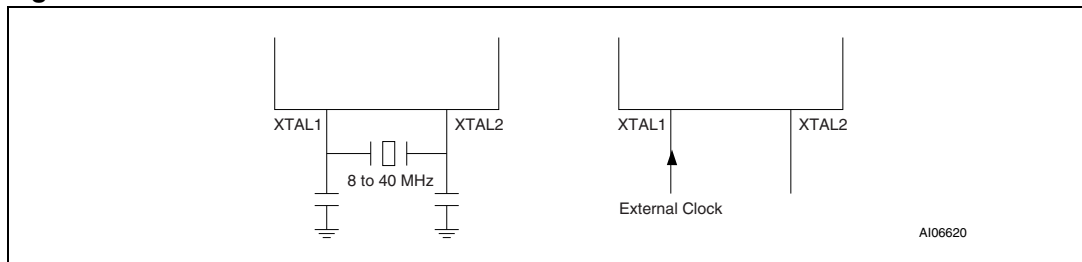 XTAL1
XTAL2
8 to 40 MHz
XTAL1
XTAL2
External Clock
AI06620